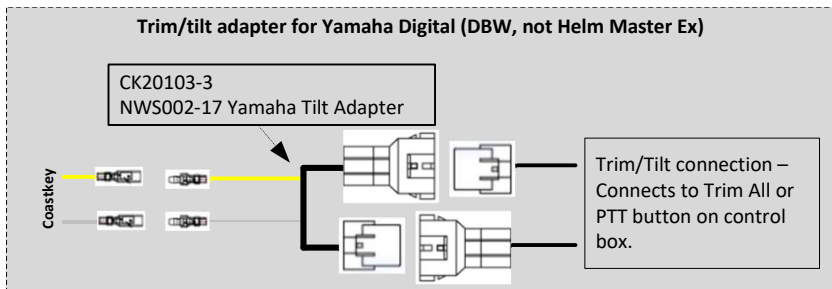 Trim/tilt adapter for Yamaha Digital (DBW, not Helm Master Ex)
CK20103-3
NWS002-17 Yamaha Tilt Adapter
Coastkey
Trim/Tilt connection –
Connects to Trim All or
PTT button on control
box.